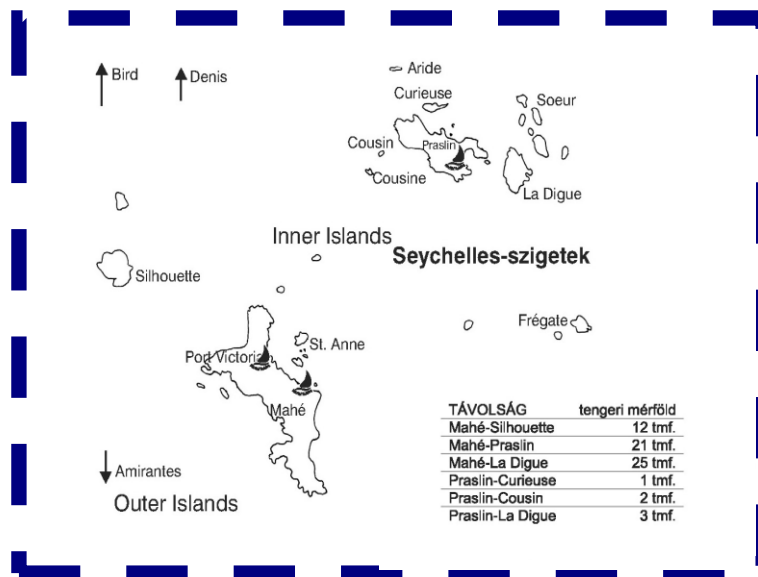 Bird
Denis
Aride
Curieuse
Soeur
Cousin
Praslin
Cousine
La Digue
Inner Islands
Seychelles-szigetek
Silhouette
Frégate
St. Anne
Port Victoria
Mahé
Amirantes
Outer Islands
TÁVOLSÁG tengeri mérföld
Mahé-Silhouette 12 tmf.
Mahé-Praslin 21 tmf.
Mahé-La Digue 25 tmf.
Praslin-Curieuse 1 tmf.
Praslin-Cousin 2 tmf.
Praslin-La Digue 3 tmf.